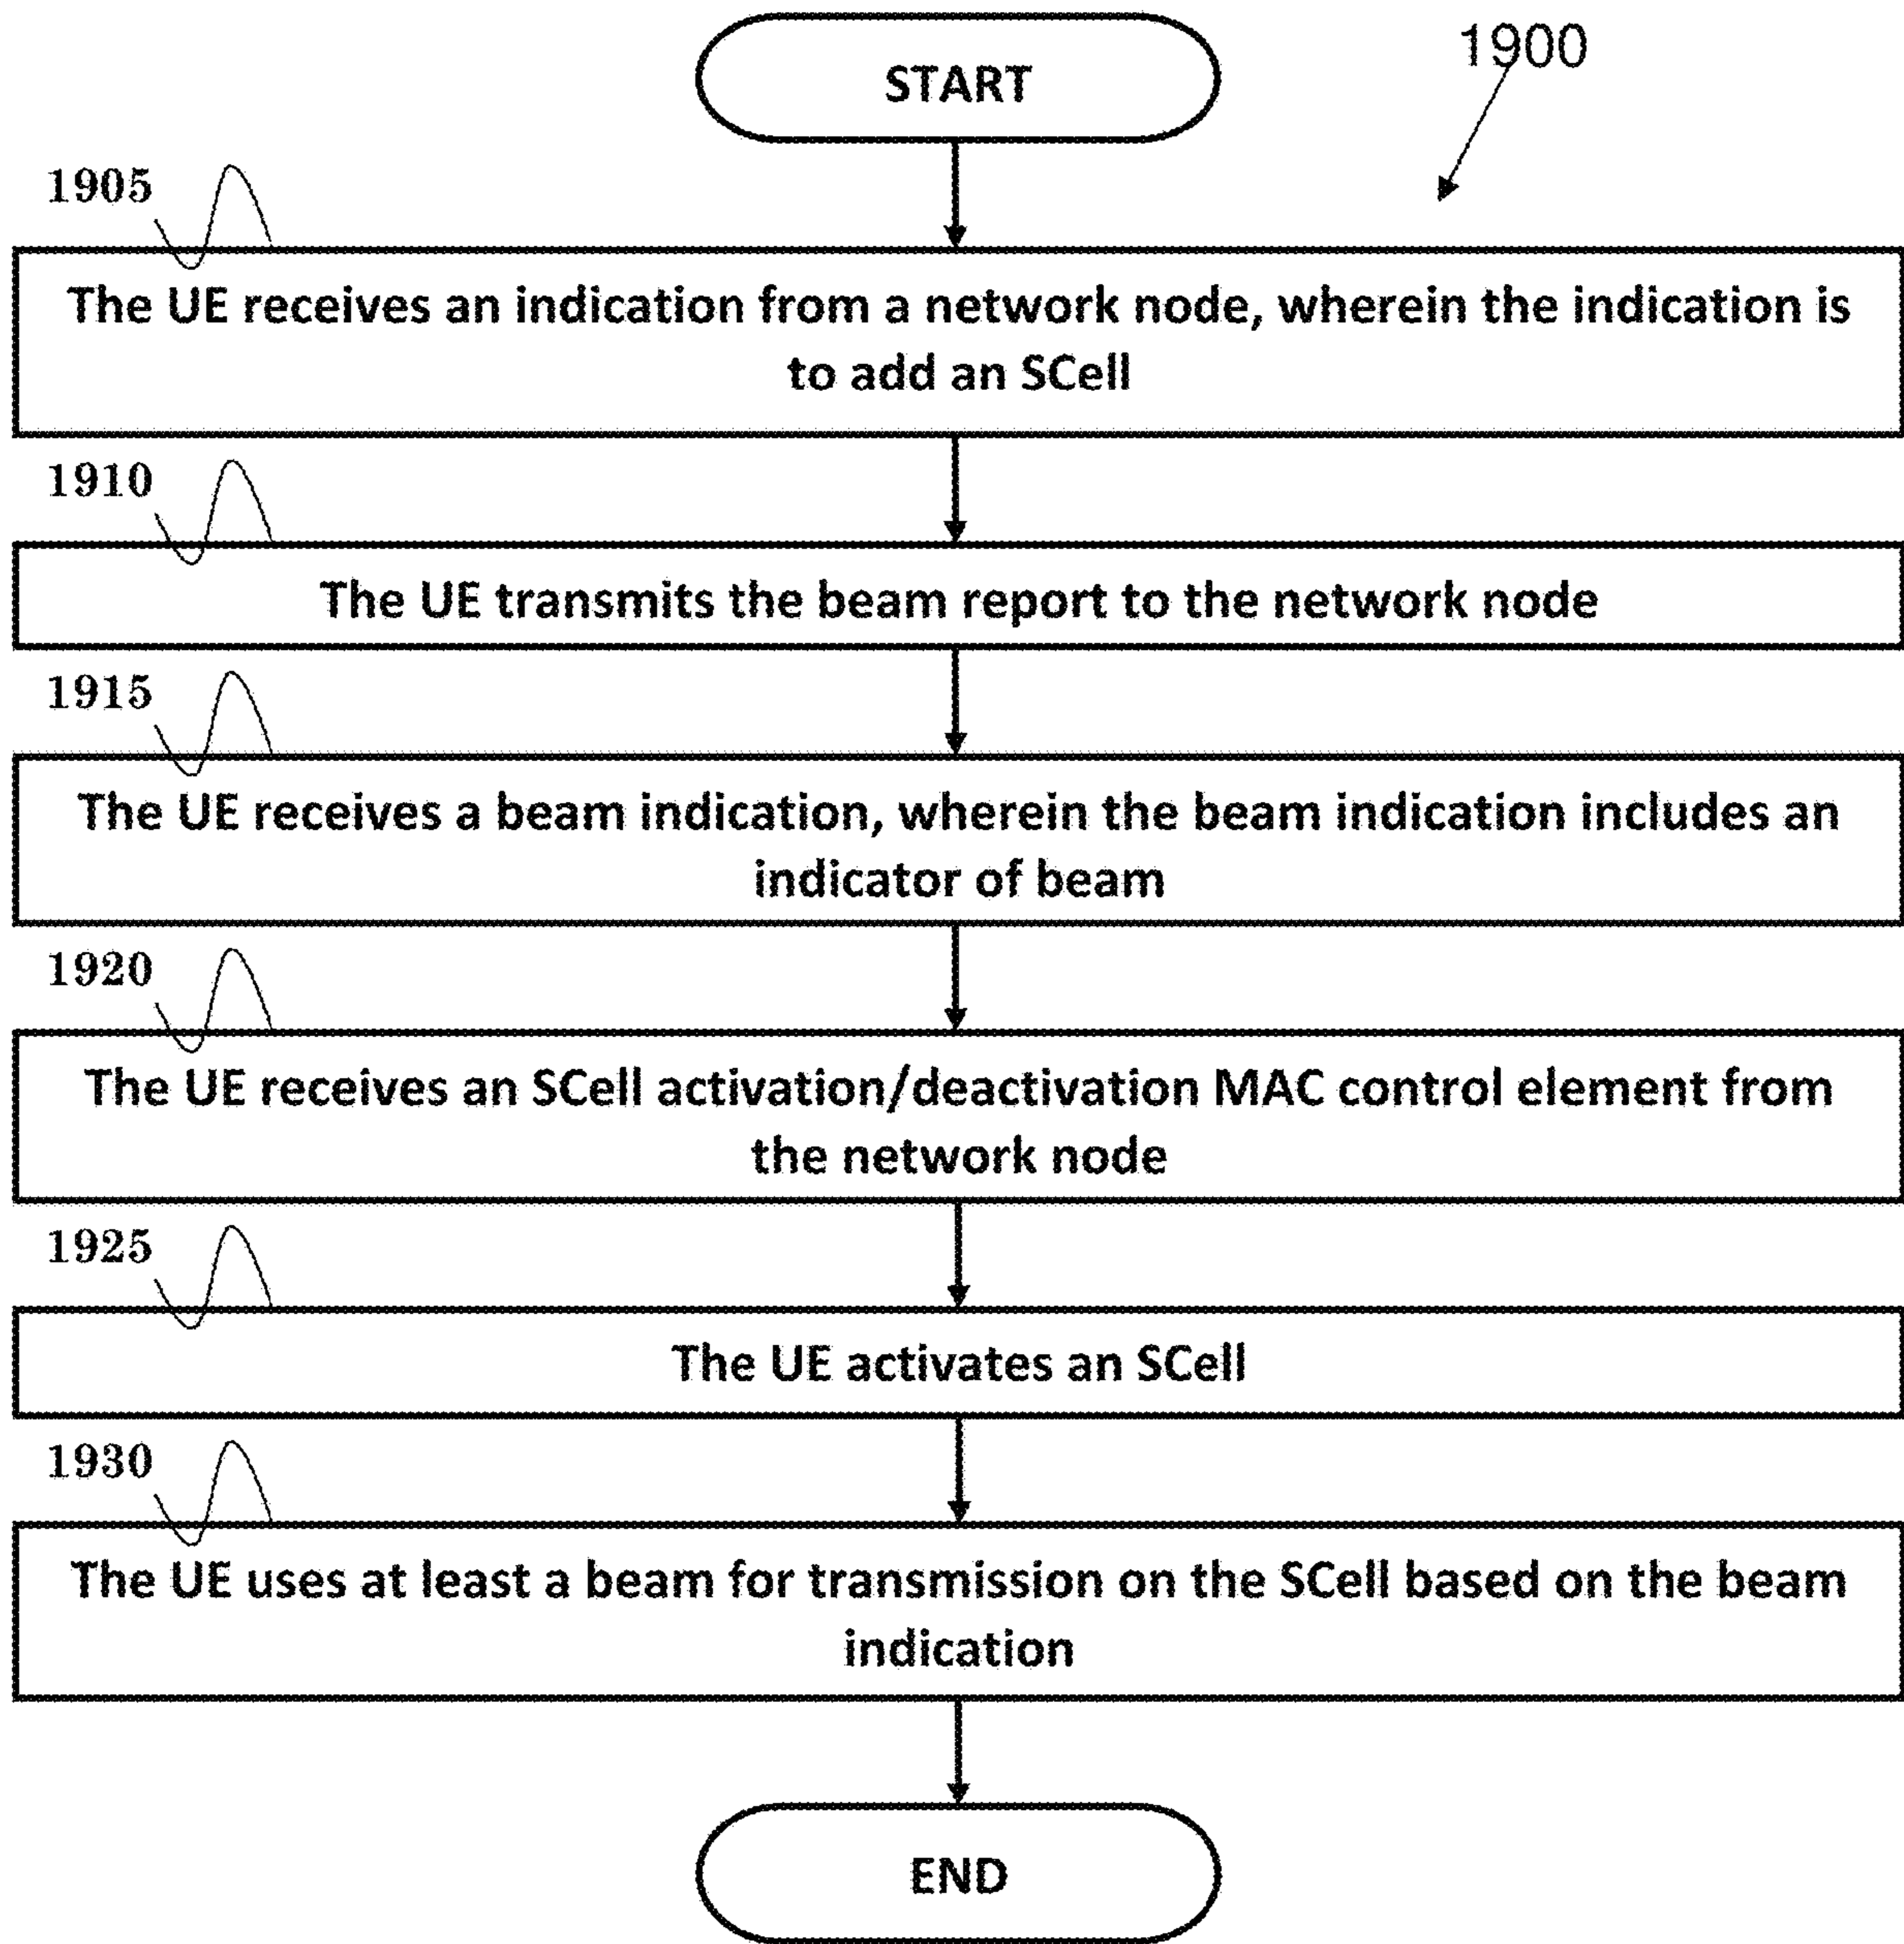 START
1900
1905
The UE receives an indication from a network node, wherein the indication is
to add an SCell
1910
The UE transmits the beam report to the network node
1915
The UE receives a beam indication, wherein the beam indication includes an
indicator of beam
1920
The UE receives an SCell activation/deactivation MAC control element from
the network node
1925
The UE activates an SCell
1930
The UE uses at least a beam for transmission on the SCell based on the beam
indication
END